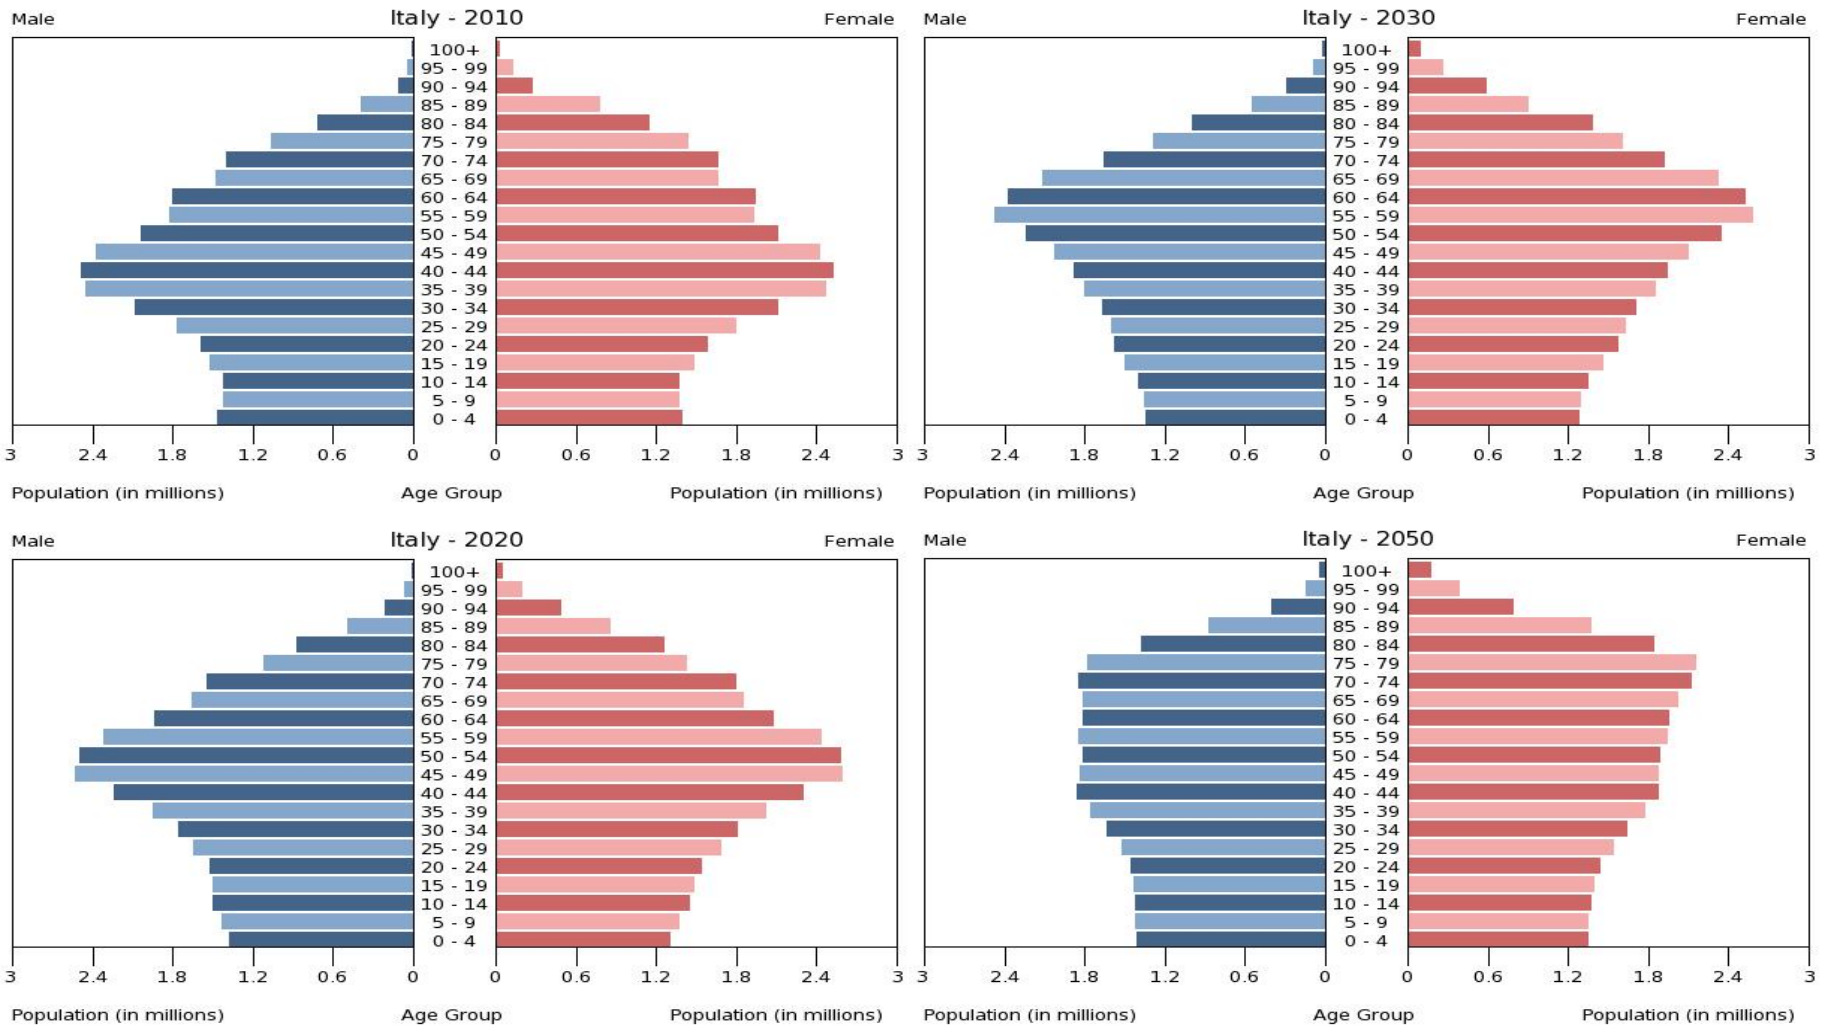 Male Italy - 2010 Female
100+
95 - 99
90 - 94
85 - 89
80 - 84
75 - 79
70 - 74
65 - 69
60 - 64
55 - 59
50 - 54
45 - 49
40 - 44
35 - 39
30 - 34
25 - 29
20 - 24
15 - 19
10 - 14
5 - 9
0 - 4
3 2.4 1.8 1.2 0.6 0 0 0.6 1.2 1.8 2.4 3
Population (in millions) Age Group Population (in millions)
Male Italy - 2030 Female
100+
95 - 99
90 - 94
85 - 89
80 - 84
75 - 79
70 - 74
65 - 69
60 - 64
55 - 59
50 - 54
45 - 49
40 - 44
35 - 39
30 - 34
25 - 29
20 - 24
15 - 19
10 - 14
5 - 9
0 - 4
3 2.4 1.8 1.2 0.6 0 0 0.6 1.2 1.8 2.4 3
Population (in millions) Age Group Population (in millions)
Male Italy - 2020 Female
100+
95 - 99
90 - 94
85 - 89
80 - 84
75 - 79
70 - 74
65 - 69
60 - 64
55 - 59
50 - 54
45 - 49
40 - 44
35 - 39
30 - 34
25 - 29
20 - 24
15 - 19
10 - 14
5 - 9
0 - 4
3 2.4 1.8 1.2 0.6 0 0 0.6 1.2 1.8 2.4 3
Population (in millions) Age Group Population (in millions)
Male Italy - 2050 Female
100+
95 - 99
90 - 94
85 - 89
80 - 84
75 - 79
70 - 74
65 - 69
60 - 64
55 - 59
50 - 54
45 - 49
40 - 44
35 - 39
30 - 34
25 - 29
20 - 24
15 - 19
10 - 14
5 - 9
0 - 4
3 2.4 1.8 1.2 0.6 0 0 0.6 1.2 1.8 2.4 3
Population (in millions) Age Group Population (in millions)